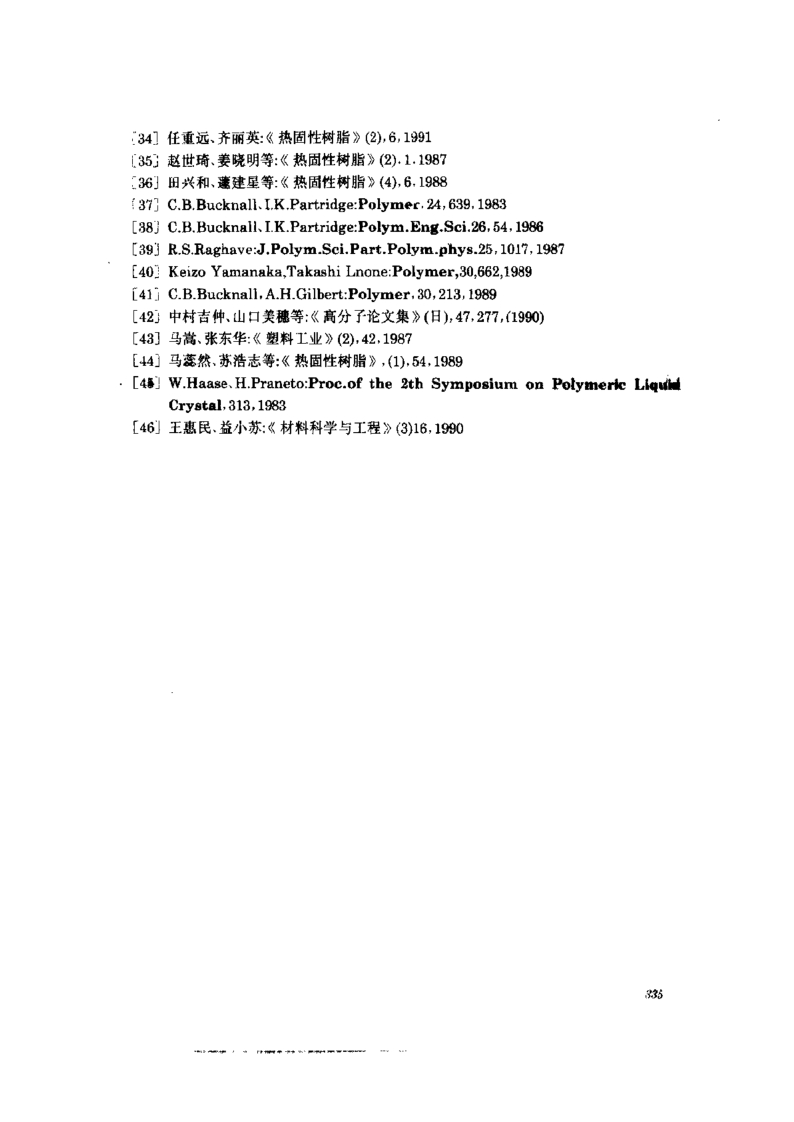 [34] 任重远、齐丽英:《热固性树脂》(2),6,1991
[35] 赵世琦、姜晓明等:《热固性树脂》(2).1.1987
[36] 田兴和、建星等:《热固性树脂》(4),6.1988
[37] C.B.Bucknall、I.K.Partridge:Polymer.24,639,1983
[38] C.B.Bucknall、I.K.Partridge:Polym.Eng.Sci.26,54,1986
[39] R.S.Raghave:J.Polym.Sci.Part.Polym.phys.25,1017,1987
[40] Keizo Yamanaka,Takashi Lnone:Polymer,30,662,1989
[41] C.B.Bucknall,A.H.Gilbert:Polymer,30,213,1989
[42] 中村吉伸、山口美穗等:《高分子论文集》(日),47,277,(1990)
[43] 马嵩、张东华:《塑料工业》(2),42,1987
[44] 马蕊然、苏浩志等:《热固性树脂》,(1),54,1989
[45] W.Haase、H.Praneto:Proc.of the 2th Symposium on Polymeric Liquid
Crystal,313,1983
[46] 王惠民、益小苏:《材料科学与工程》(3)16,1990
335